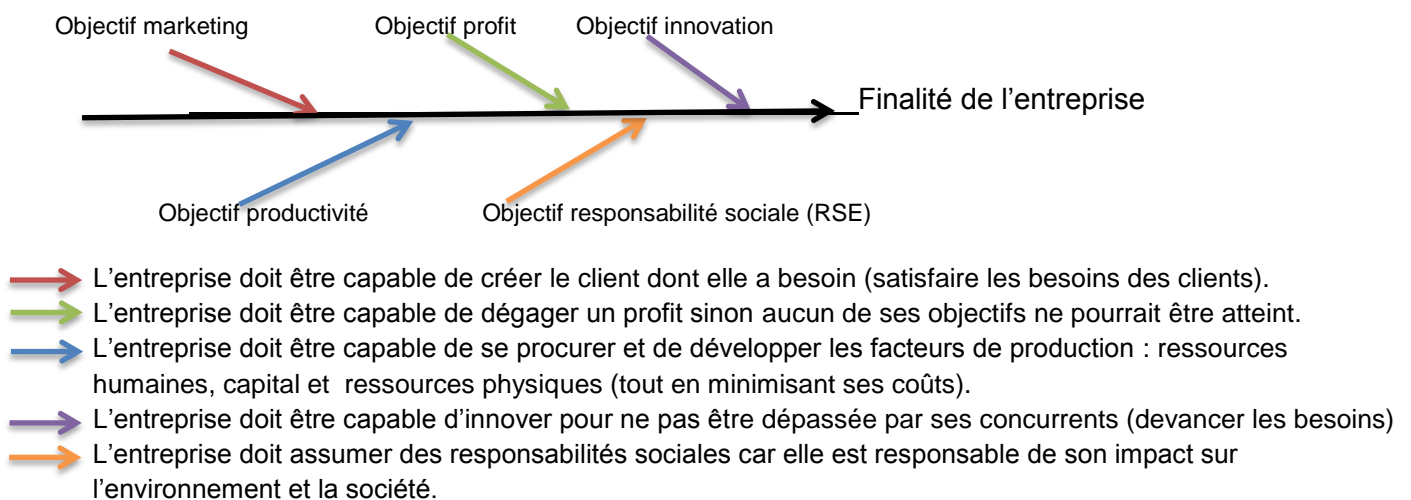 Objectif marketing
Objectif profit
Objectif innovation
Finalité de l’entreprise
Objectif productivité
Objectif responsabilité sociale (RSE)
L’entreprise doit être capable de créer le client dont elle a besoin (satisfaire les besoins des clients).
L’entreprise doit être capable de dégager un profit sinon aucun de ses objectifs ne pourrait être atteint.
L’entreprise doit être capable de se procurer et de développer les facteurs de production : ressources
humaines, capital et ressources physiques (tout en minimisant ses coûts).
L’entreprise doit être capable d’innover pour ne pas être dépassée par ses concurrents (devancer les besoins)
L’entreprise doit assumer des responsabilités sociales car elle est responsable de son impact sur
l’environnement et la société.